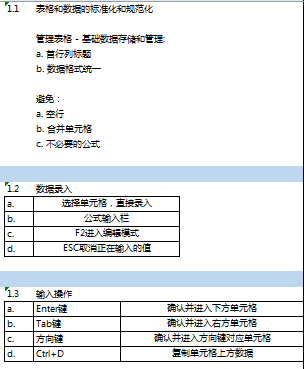 1.1 表格和数据的标准化和规范化
管理表格 - 基础数据存储和管理:
a. 首行列标题
b. 数据格式统一
避免：
a. 空行
b. 合并单元格
c. 不必要的公式
1.2 数据录入
a. 选择单元格，直接录入
b. 公式输入栏
c. F2进入编辑模式
d. ESC取消正在输入的值
1.3 输入操作
a. Enter键 确认并进入下方单元格
b. Tab键 确认并进入右方单元格
c. 方向键 确认并进入方向键对应单元格
d. Ctrl+D 复制单元格上方数据